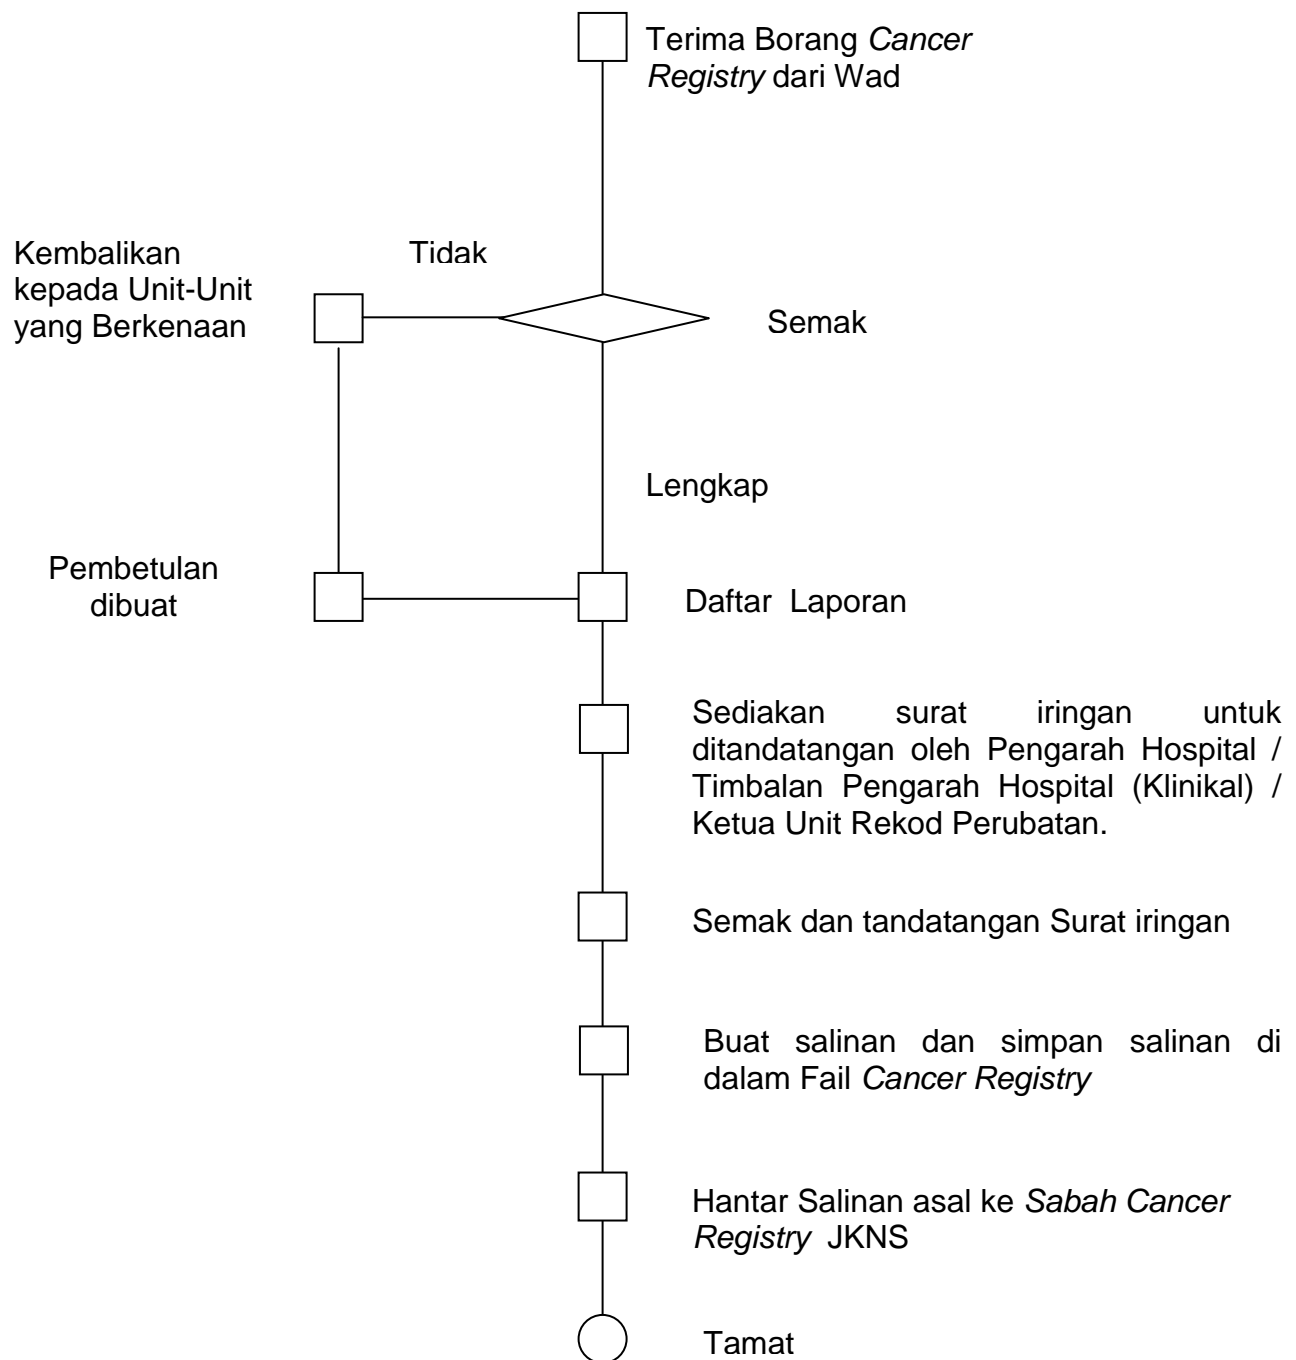 Terima Borang Cancer
Registry dari Wad
Kembalikan
kepada Unit-Unit
yang Berkenaan
Tidak
Semak
Lengkap
Pembetulan
dibuat
Daftar Laporan
Sediakan surat iringan untuk
ditandatangan oleh Pengarah Hospital /
Timbalan Pengarah Hospital (Klinikal) /
Ketua Unit Rekod Perubatan.
Semak dan tandatangan Surat iringan
Buat salinan dan simpan salinan di
dalam Fail Cancer Registry
Hantar Salinan asal ke Sabah Cancer
Registry JKNS
Tamat